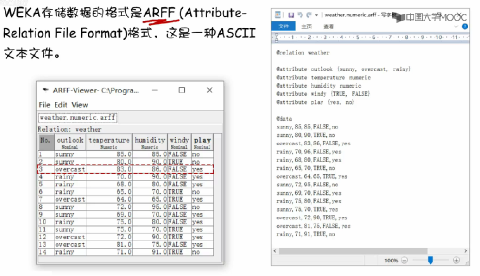 WEKA存储数据的格式是ARFF (Attribute-
Relation File Format)格式，这是一种ASCII
文本文件。
ARFF-Viewer- C:\Progra...
File Edit View
weather.numeric.arff
Relation: weather
No. outlook temperature humidity windy play
Nominal Numeric Numeric Nominal Nominal
1 sunny 85.0 85.0 FALSE no
2 sunny 80.0 90.0 TRUE no
3 overcast 83.0 86.0 FALSE yes
4 rainy 70.0 96.0 FALSE yes
5 rainy 68.0 80.0 FALSE yes
6 rainy 65.0 70.0 TRUE no
7 overcast 64.0 65.0 TRUE yes
8 sunny 72.0 95.0 FALSE no
9 sunny 69.0 70.0 FALSE yes
10 rainy 75.0 80.0 FALSE yes
11 sunny 75.0 70.0 TRUE yes
12 overcast 72.0 90.0 TRUE yes
13 overcast 81.0 75.0 FALSE yes
14 rainy 71.0 91.0 TRUE no
weather.numeric.arff
中国大学MOOC
文件
主页
查看
@relation weather
@attribute outlook {sunny, overcast, rainy}
@attribute temperature numeric
@attribute humidity numeric
@attribute windy {TRUE, FALSE}
@attribute play {yes, no}
@data
sunny,85,85,FALSE,no
sunny,80,90,TRUE,no
overcast,83,86,FALSE,yes
rainy,70,96,FALSE,yes
rainy,68,80,FALSE,yes
rainy,65,70,TRUE,no
overcast,64,65,TRUE,yes
sunny,72,95,FALSE,no
sunny,69,70,FALSE,yes
rainy,75,80,FALSE,yes
sunny,75,70,TRUE,yes
overcast,72,90,TRUE,yes
overcast,81,75,FALSE,yes
rainy,71,91,TRUE,no
100%